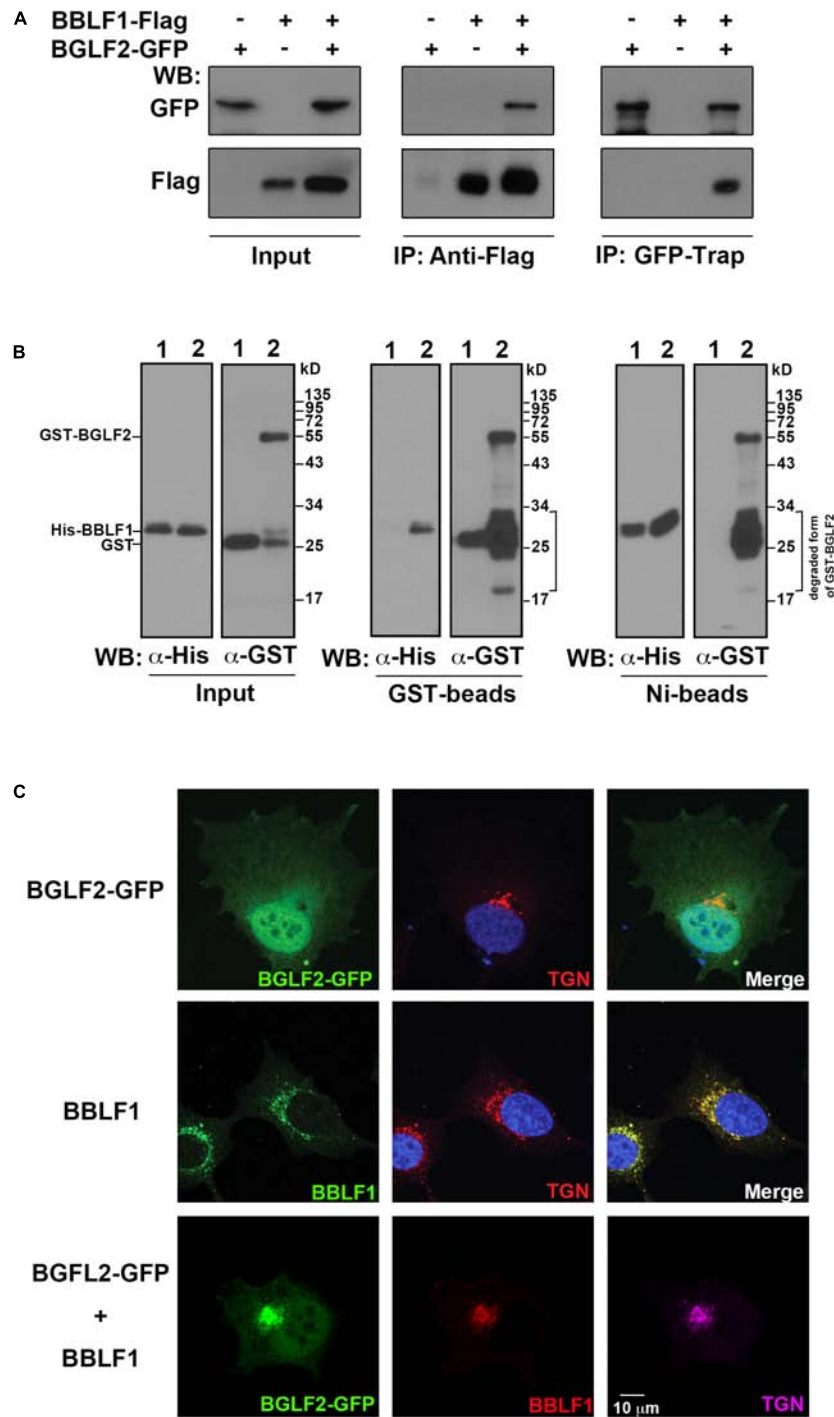 A
BBLF1-Flag - + + - + + - + +
BGLF2-GFP + - + + - + + - +
WB:
GFP
Flag
Input IP: Anti-Flag IP: GFP-Trap
B
1 2 1 2 1 2 1 2 1 2 1 2
kD kD kD
135 135 135
95 95 95
72 72 72
GST-BGLF2 55 55 55
43 43 43
34 34 34
His-BBLF1
GST 25 25 25
17 17 17
degraded form
of GST-BGLF2
WB: α-His α-GST WB: α-His α-GST WB: α-His α-GST
Input GST-beads Ni-beads
C
BGLF2-GFP
BGLF2-GFP TGN Merge
BBLF1
BBLF1 TGN Merge
BGFL2-GFP
+
BBLF1
10 μm
BGLF2-GFP BBLF1 TGN